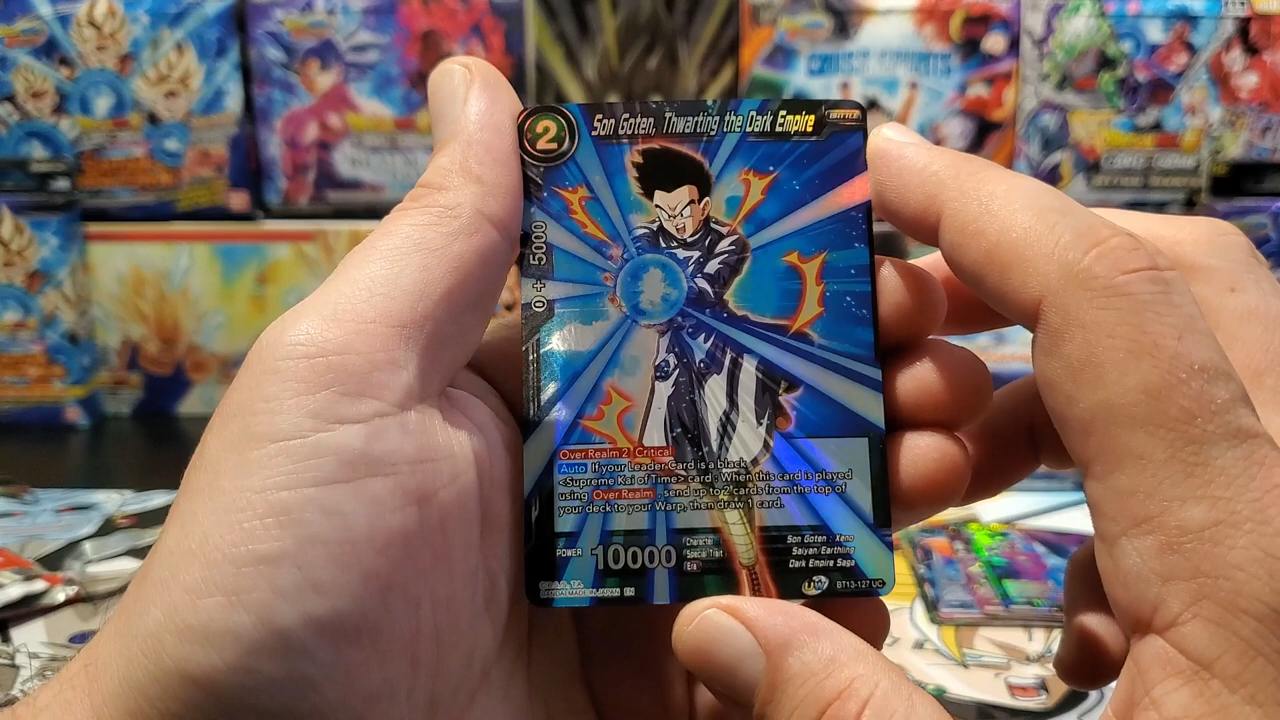 2
Son Goten, Thwarting the Dark Empire
BATTLE
0+ 5000
Over Realm 2 Critical
Auto If your Leader Card is a black
<Supreme Kai of Time> card : When this card is played
using Over Realm , send up to 2 cards from the top of
your deck to your Warp, then draw 1 card.
POWER 10000
Character Son Goten : Xeno
Special Trait Saiyan/Earthling
Era Dark Empire Saga
BANDAI MADE IN JAPAN EN
UW BT13-127 UC